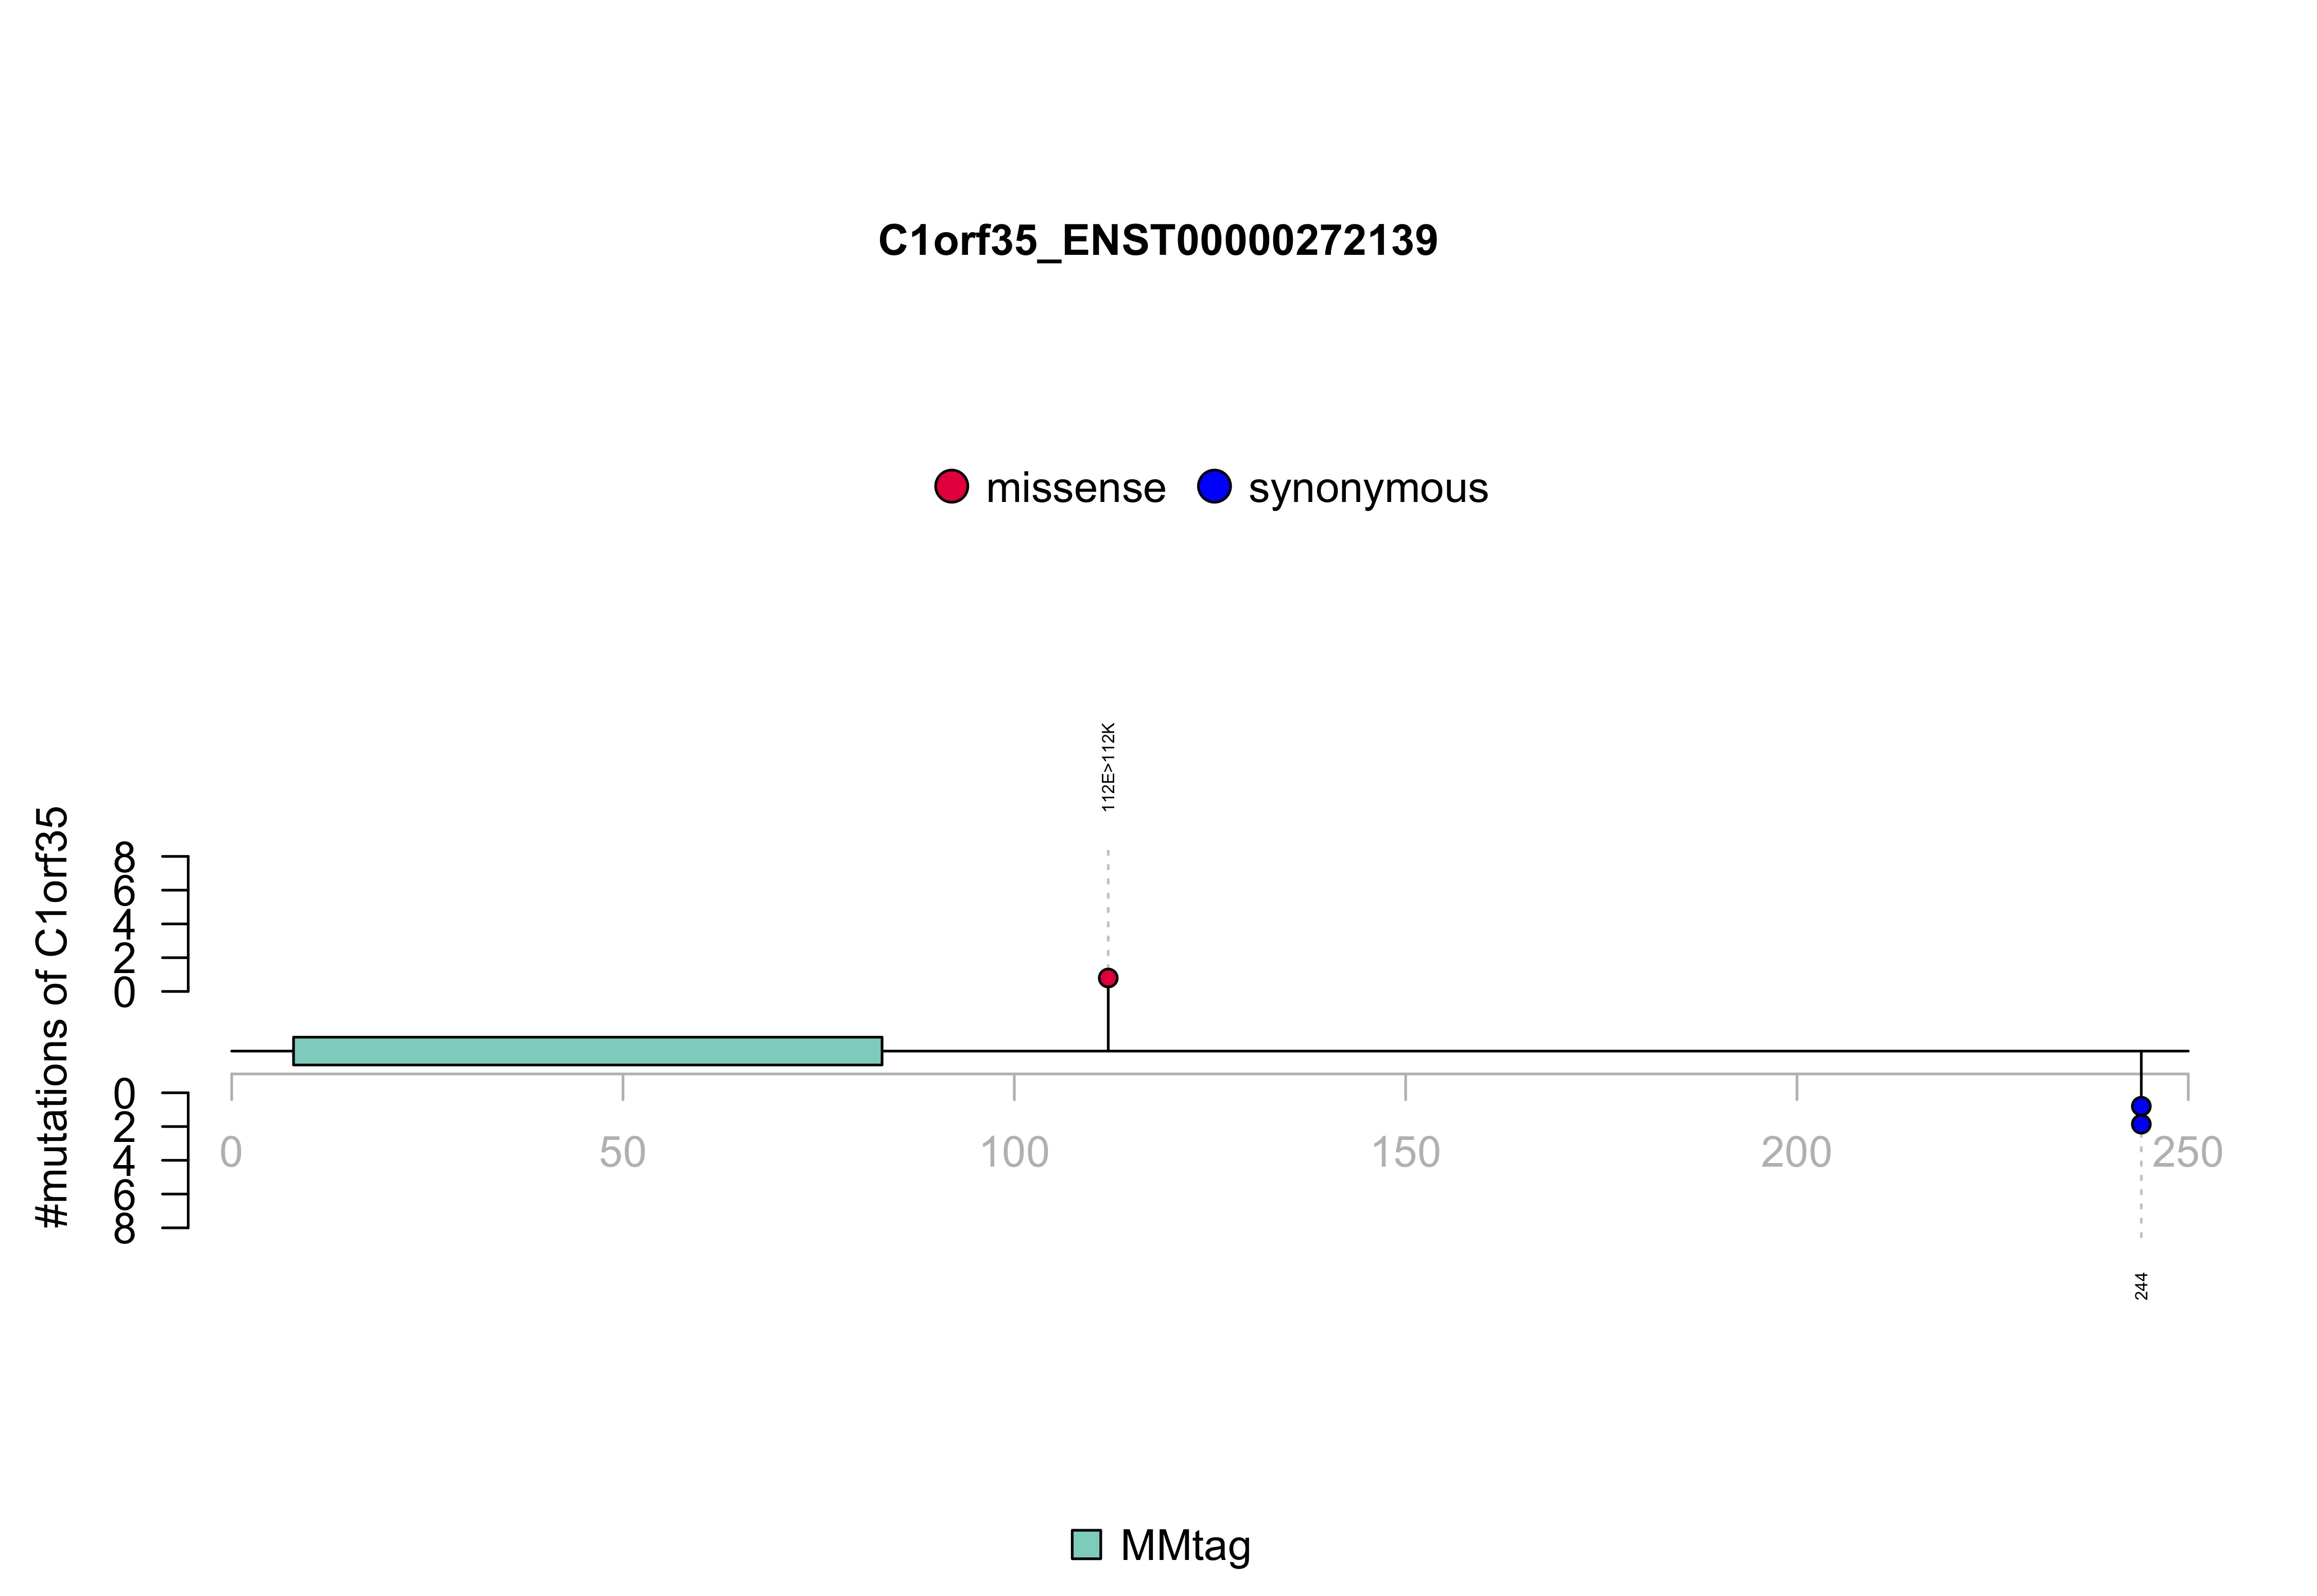 C1orf35_ENST00000272139
missense synonymous
112E>112K
#mutations of C1orf35
8
6
4
2
0
0
2
4
6
8
0 50 100 150 200 250
244
MMtag